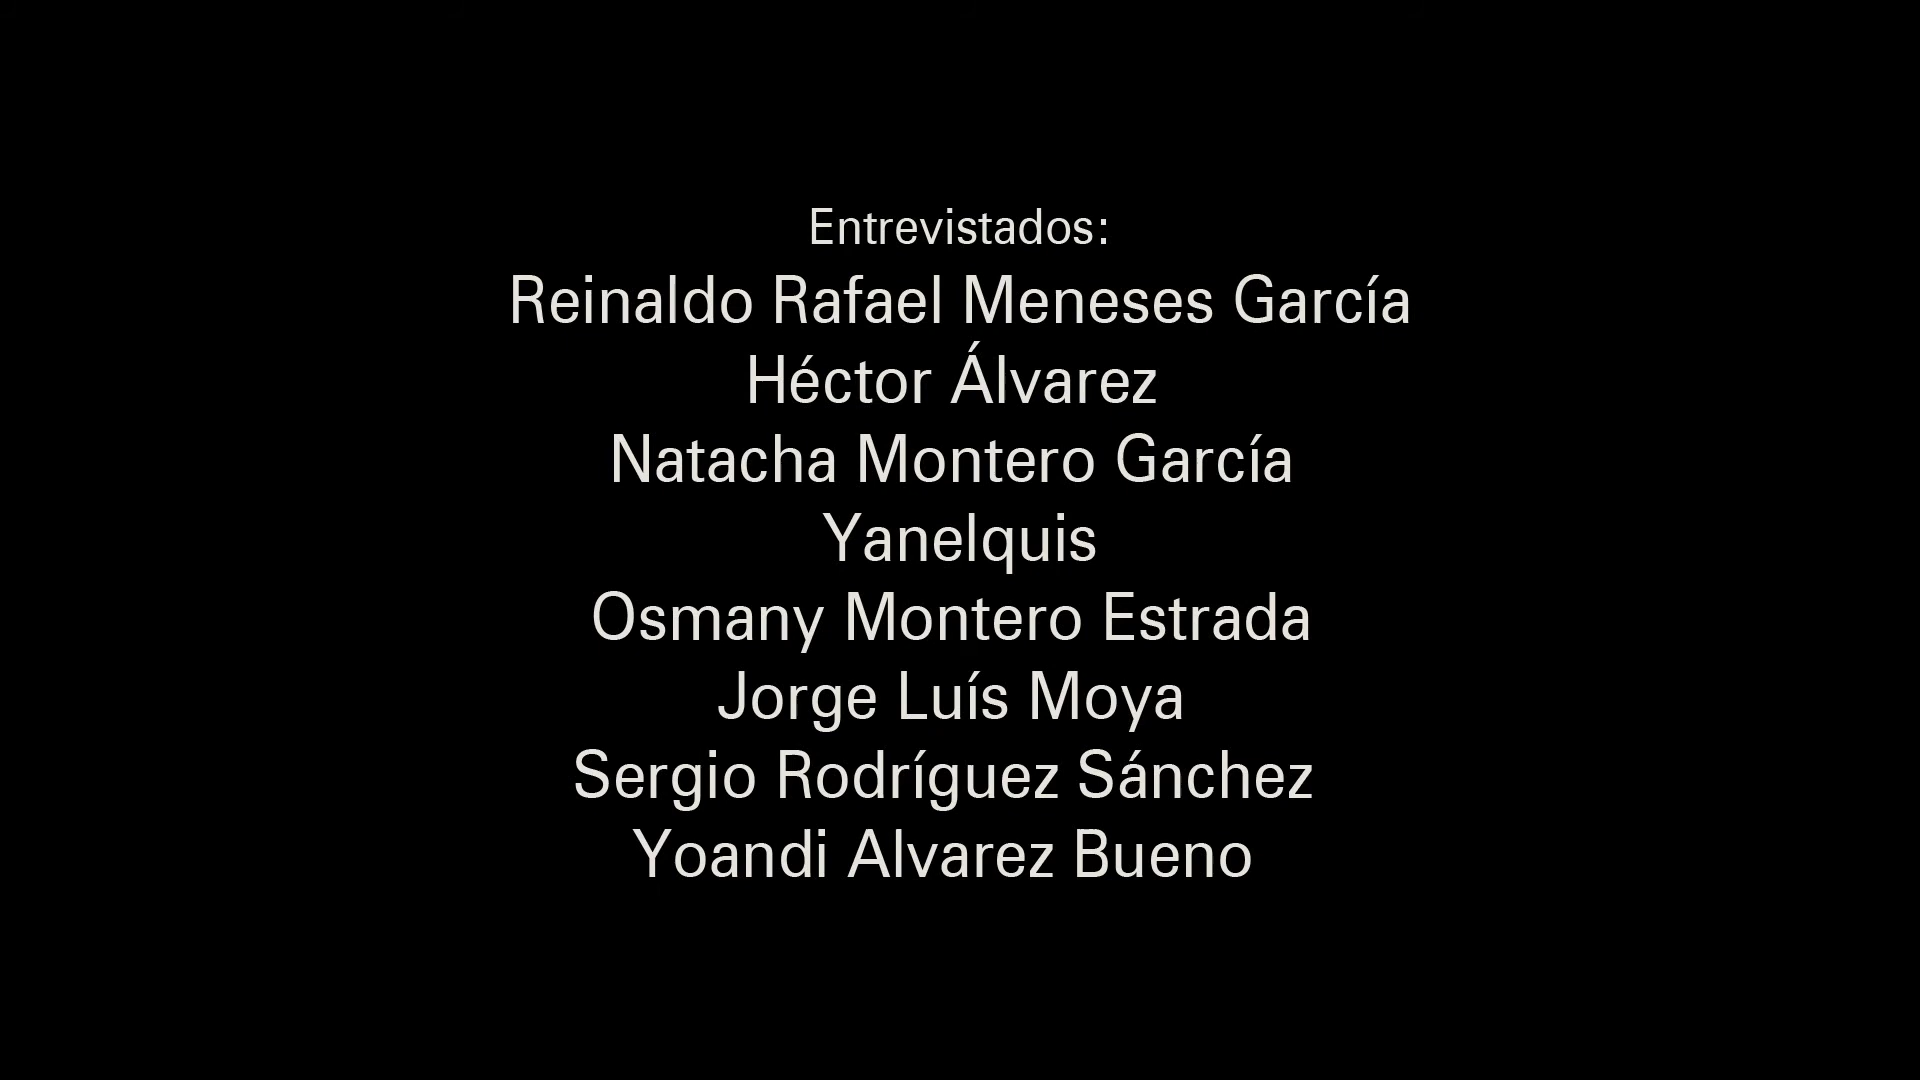 Entrevistados:
Reinaldo Rafael Meneses García
Héctor Álvarez
Natacha Montero García
Yanelquis
Osmany Montero Estrada
Jorge Luís Moya
Sergio Rodríguez Sánchez
Yoandi Alvarez Bueno